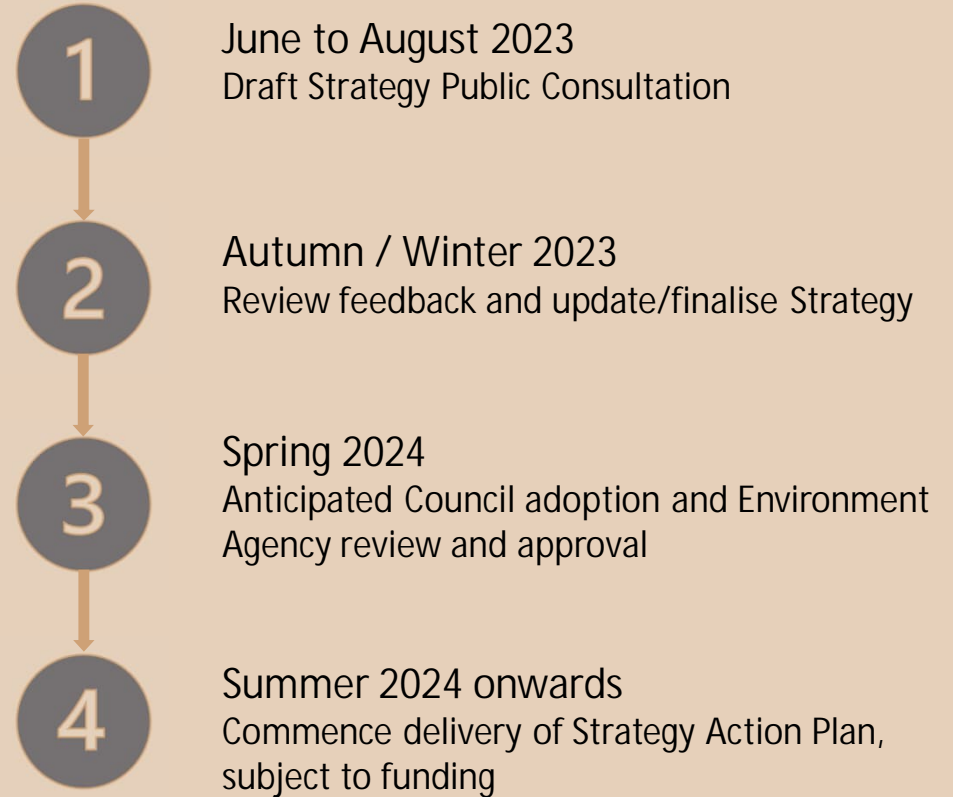 1
June to August 2023
Draft Strategy Public Consultation
2
Autumn / Winter 2023
Review feedback and update/finalise Strategy
3
Spring 2024
Anticipated Council adoption and Environment
Agency review and approval
4
Summer 2024 onwards
Commence delivery of Strategy Action Plan,
subject to funding